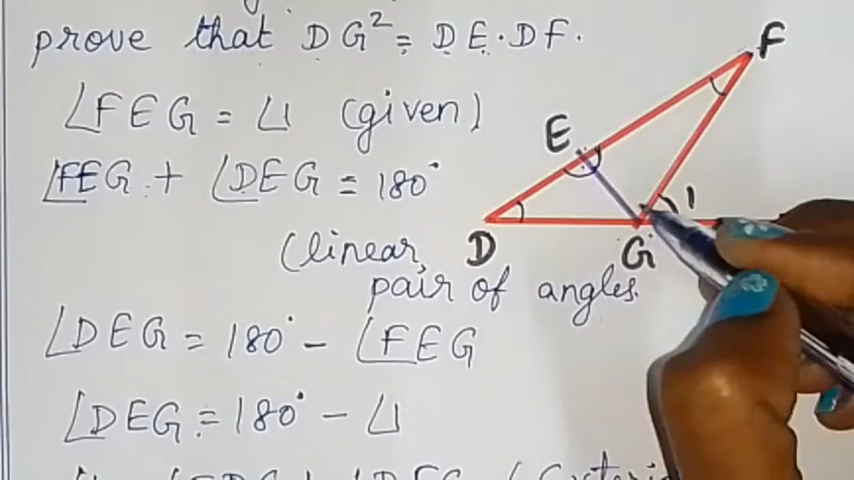 prove that DG² = DE·DF.
∠FEG = ∠1 (given)
∠FEG + ∠DEG = 180°
(linear
pair of angles.
∠DEG = 180° - ∠FEG
∠DEG = 180° - ∠1
F
E
1
D
G